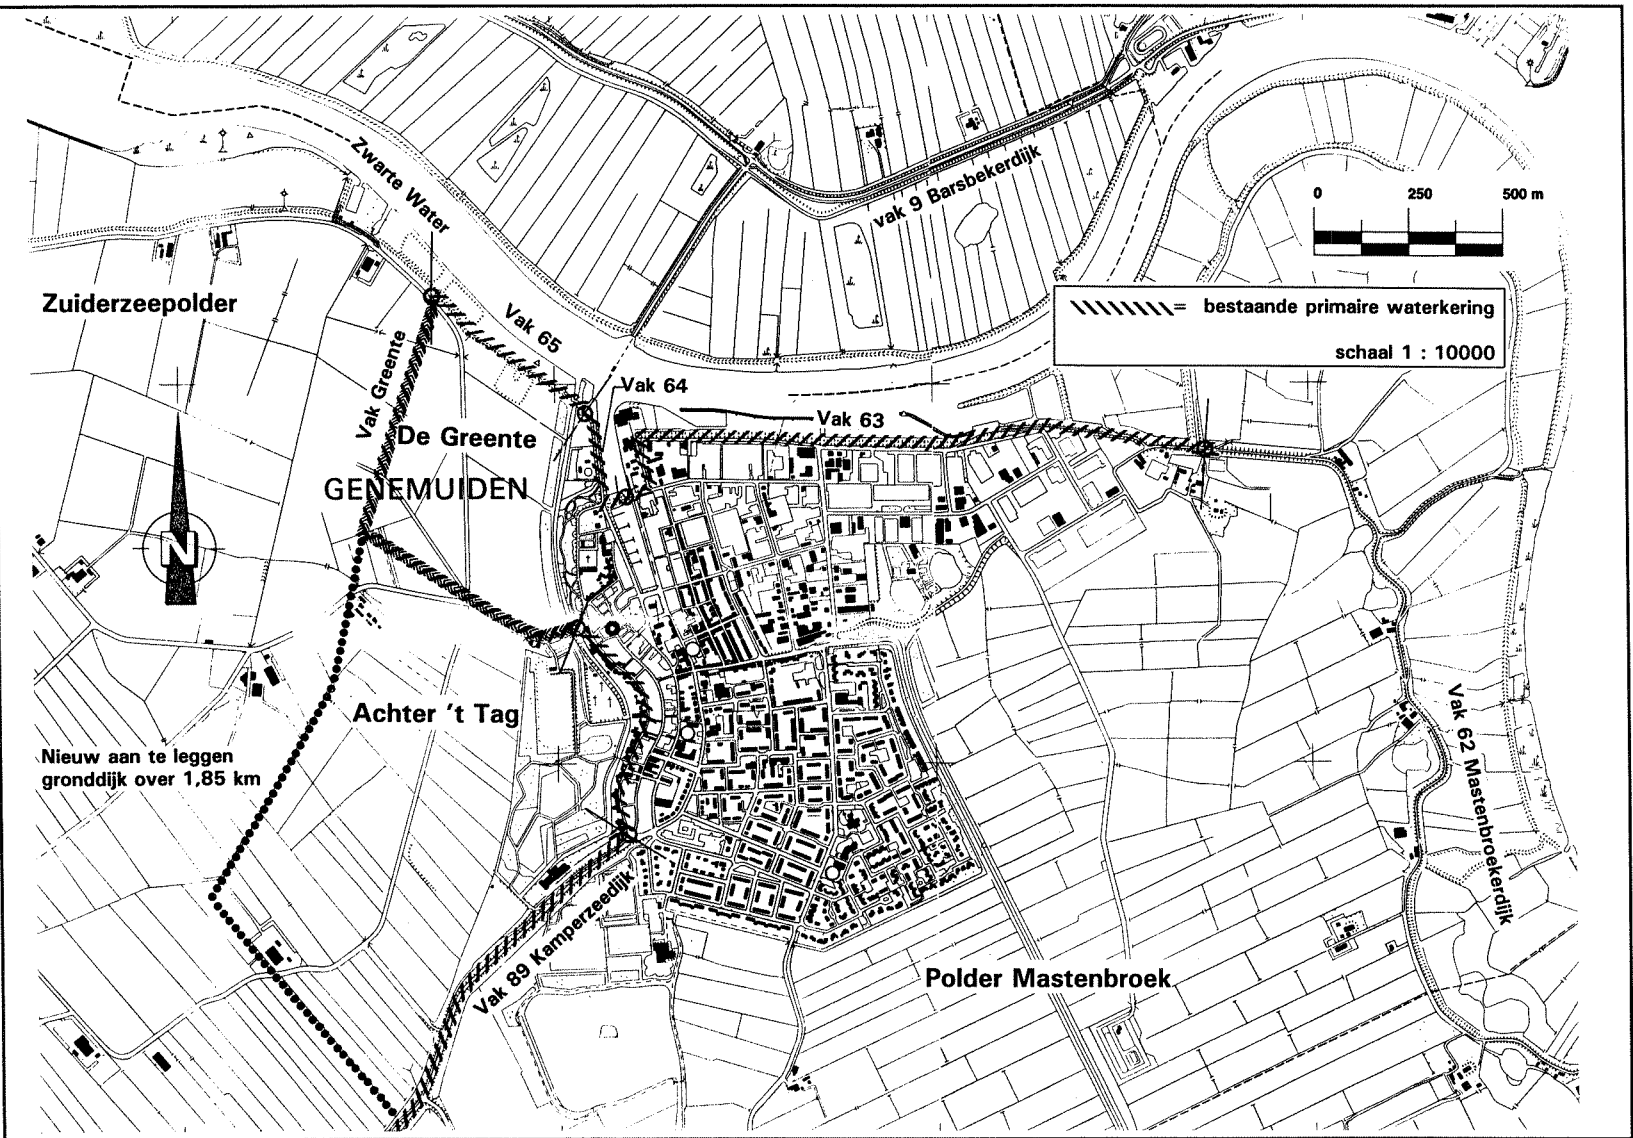 Zwarte Water
vak 9 Barsbekerdijk
0 250 500 m
Zuiderzeepolder
Vak 65
= bestaande primaire waterkering
schaal 1 : 10000
Vak Greente
Vak 64
Vak 63
De Greente
GENEMUIDEN
N
Achter 't Tag
Nieuw aan te leggen
gronddijk over 1,85 km
Vak 62 Mastenbroekerdijk
Vak 89 Kamperzeedijk
Polder Mastenbroek